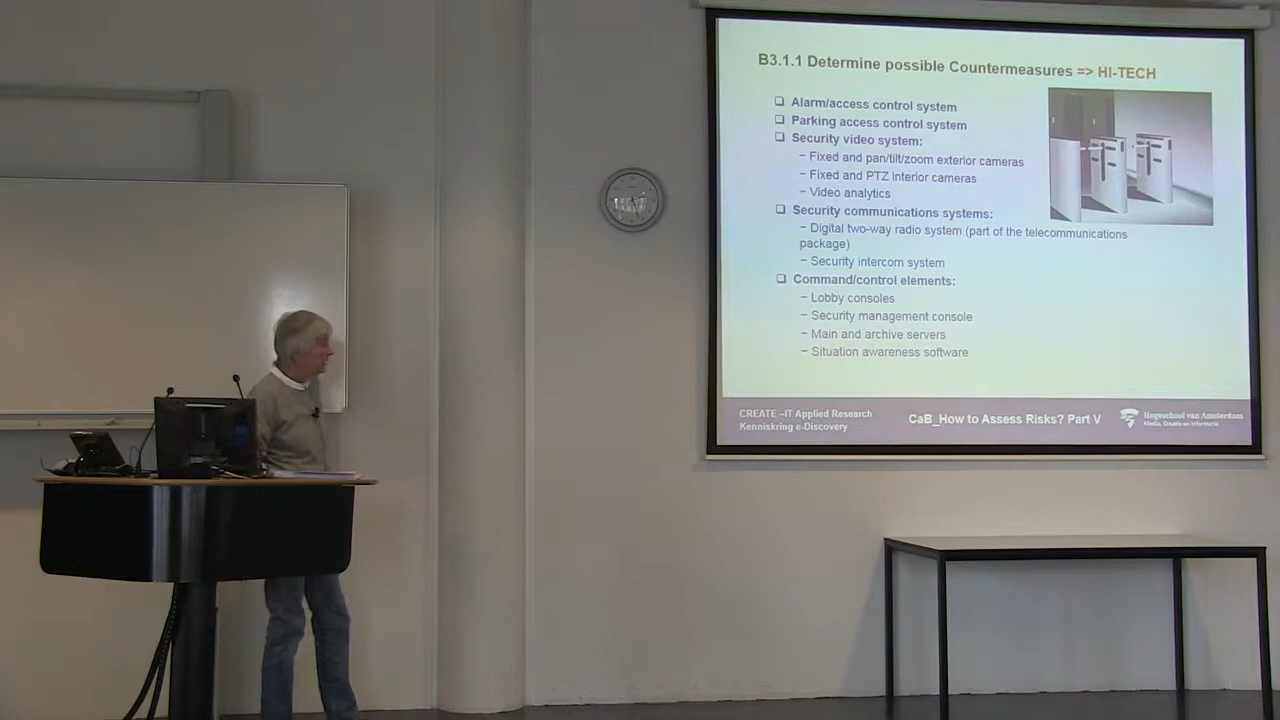 B3.1.1 Determine possible Countermeasures => HI-TECH
❑ Alarm/access control system
❑ Parking access control system
❑ Security video system:
– Fixed and pan/tilt/zoom exterior cameras
– Fixed and PTZ interior cameras
– Video analytics
❑ Security communications systems:
– Digital two-way radio system (part of the telecommunications
package)
– Security intercom system
❑ Command/control elements:
– Lobby consoles
– Security management console
– Main and archive servers
– Situation awareness software
CREATE –IT Applied Research
Kenniskring e-Discovery
CaB_How to Assess Risks? Part V
Hogeschool van Amsterdam
Media, Creatie en Informatie